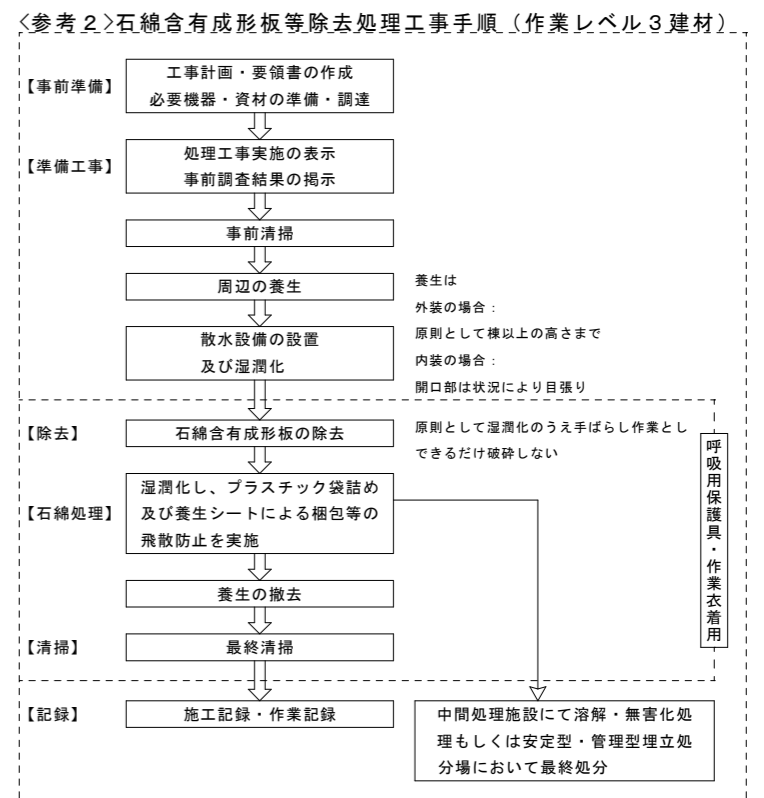 <参考２>石綿含有成形板等除去処理工事手順（作業レベル３建材）
【事前準備】
工事計画・要領書の作成
必要機器・資材の準備・調達
【準備工事】
処理工事実施の表示
事前調査結果の掲示
事前清掃
周辺の養生
養生は
外装の場合：
原則として棟以上の高さまで
内装の場合：
開口部は状況により目張り
散水設備の設置
及び湿潤化
【除去】
石綿含有成形板の除去
原則として湿潤化のうえ手ばらし作業とし
できるだけ破砕しない
呼吸用保護具・作業衣着用
【石綿処理】
湿潤化し、プラスチック袋詰め
及び養生シートによる梱包等の
飛散防止を実施
養生の撤去
【清掃】
最終清掃
【記録】
施工記録・作業記録
中間処理施設にて溶解・無害化処
理もしくは安定型・管理型埋立処
分場において最終処分